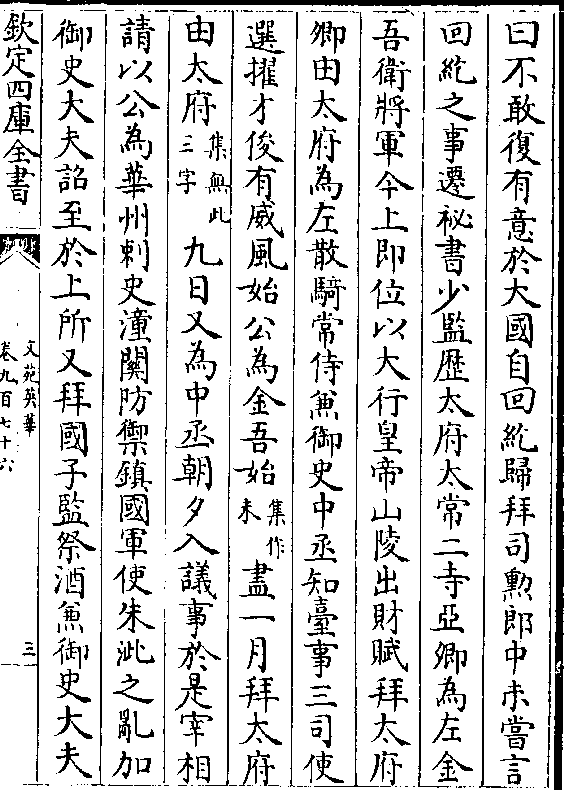 曰不敢復有意於大國自回紇歸拜司勲郎中未嘗言
回紇之事遷祕書少監歴太府太常二寺亞卿為左金
吾衛將軍今上即位以大行皇帝山陵出財賦拜太府
卿由太府為左散騎常侍兼御史中丞知臺事三司使
選擢才俊有威風始公為金吾始集作未盡一月拜太府
由太府集無此三字九日又為中丞朝夕入議事於是宰相
請以公為華州刺史潼關防禦鎮國軍使朱泚之亂加
御史大夫詔至於上所又拜國子監祭酒兼御史大夫
欽定四庫全書
文苑英華
卷九百七十六
三